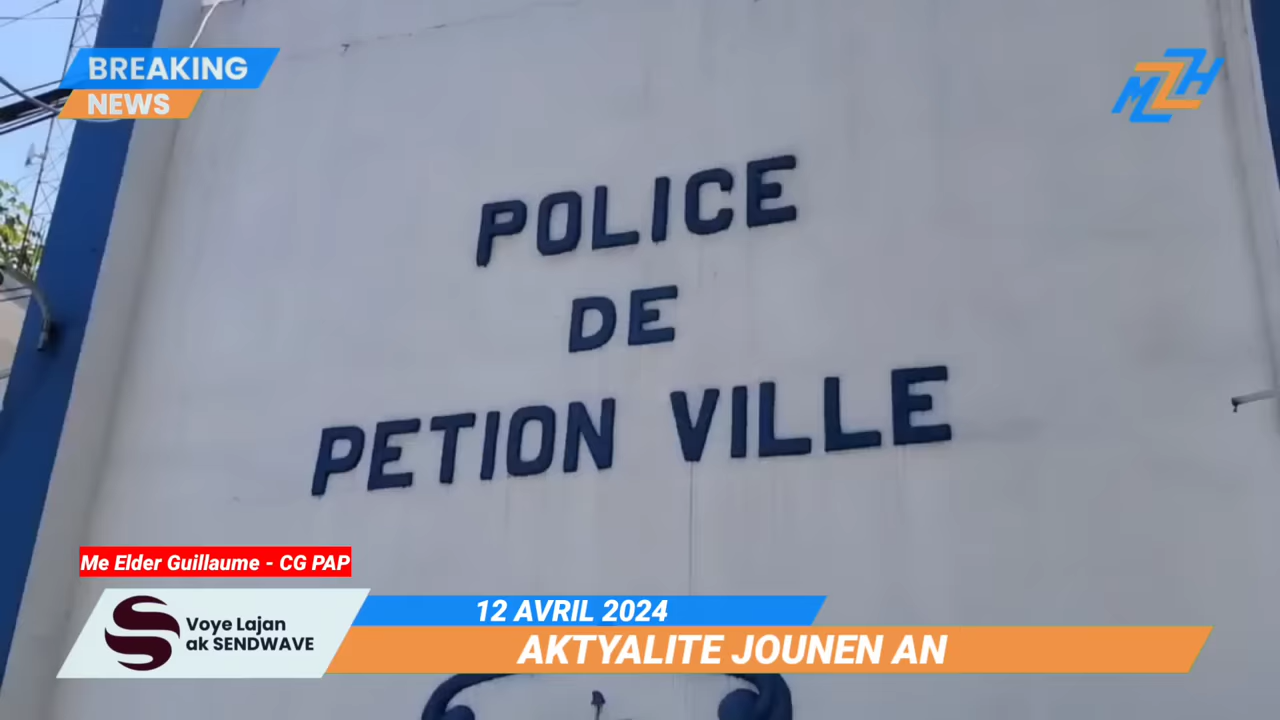 BREAKING
NEWS
MZH
POLICE
DE
PETION VILLE
Me Elder Guillaume - CG PAP
Voye Lajan
ak SENDWAVE
12 AVRIL 2024
AKTYALITE JOUNEN AN